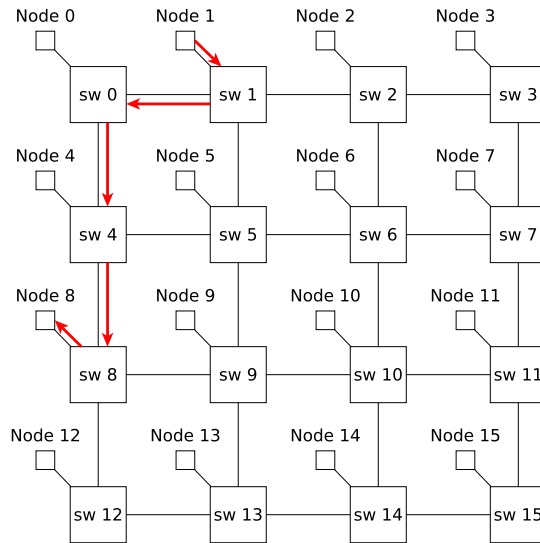 Node 0
Node 1
Node 2
Node 3
sw 0
sw 1
sw 2
sw 3
Node 4
Node 5
Node 6
Node 7
sw 4
sw 5
sw 6
sw 7
Node 8
Node 9
Node 10
Node 11
sw 8
sw 9
sw 10
sw 11
Node 12
Node 13
Node 14
Node 15
sw 12
sw 13
sw 14
sw 15